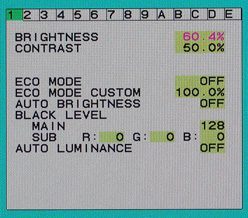 1 2 3 4 5 6 7 8 9 A B C D E
BRIGHTNESS 60.4%
CONTRAST 50.0%
ECO MODE OFF
ECO MODE CUSTOM 100.0%
AUTO BRIGHTNESS OFF
BLACK LEVEL
MAIN 128
SUB R: 0 G: 0 B: 0
AUTO LUMINANCE OFF